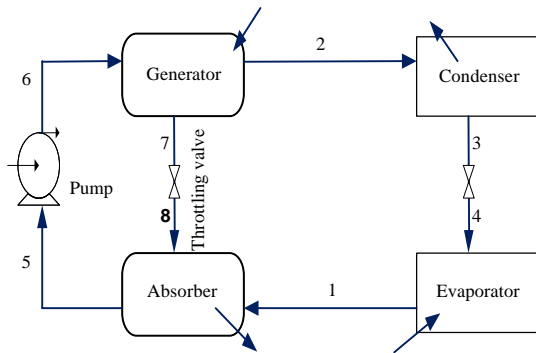 2
6
Generator
Condenser
7
Throttling valve
3
Pump
8
4
5
Absorber
1
Evaporator